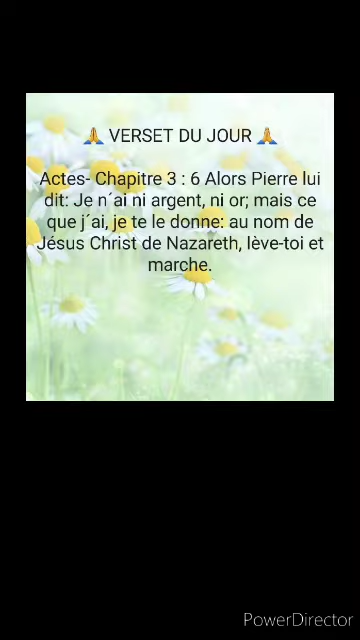 🙏 VERSET DU JOUR 🙏
Actes- Chapitre 3 : 6 Alors Pierre lui
dit: Je n´ai ni argent, ni or; mais ce
que j´ai, je te le donne: au nom de
Jésus Christ de Nazareth, lève-toi et
marche.
PowerDirector